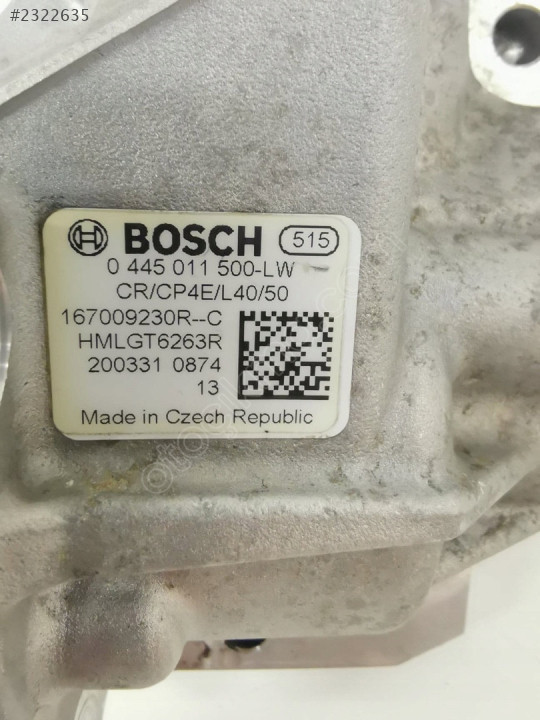 #2322635
BOSCH 515
0 445 011 500-LW
CR/CP4E/L40/50
167009230R--C
HMLGT6263R
200331 0874
13
Made in Czech Republic